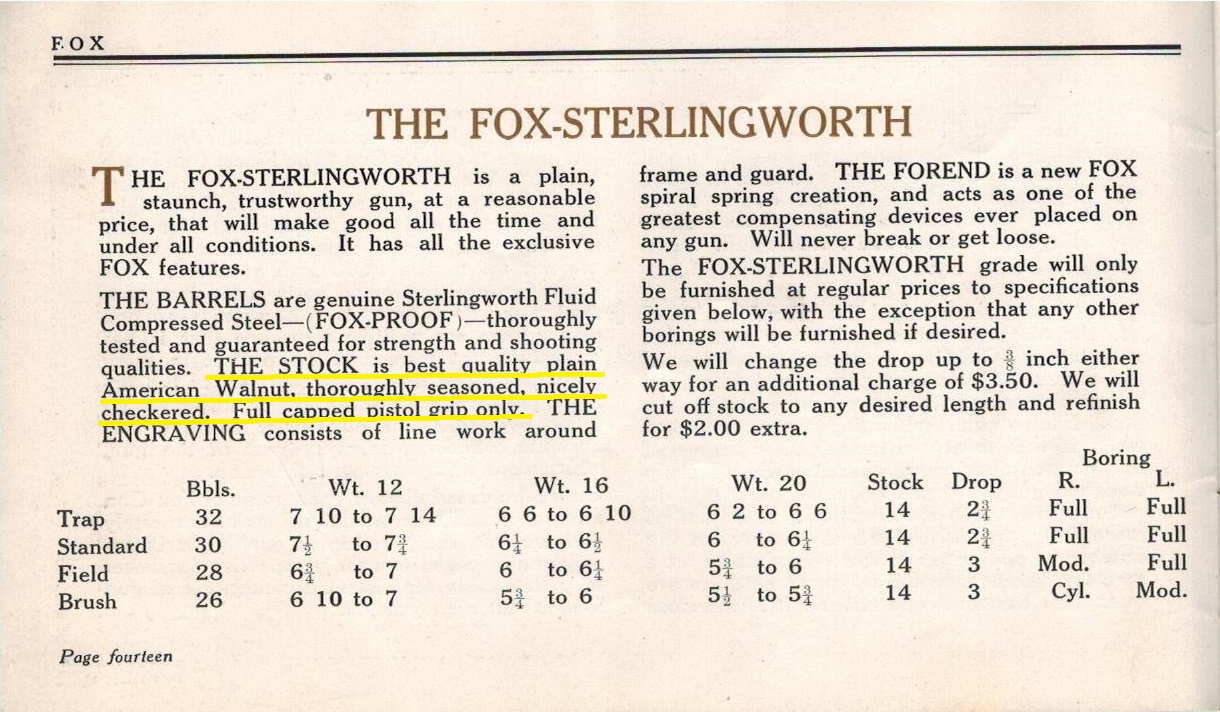 FOX
THE FOX-STERLINGWORTH
THE FOX-STERLINGWORTH is a plain,
staunch, trustworthy gun, at a reasonable
price, that will make good all the time and
under all conditions. It has all the exclusive
FOX features.
THE BARRELS are genuine Sterlingworth Fluid
Compressed Steel—(FOX-PROOF)—thoroughly
tested and guaranteed for strength and shooting
qualities. THE STOCK is best quality plain
American Walnut, thoroughly seasoned, nicely
checkered. Full capped pistol grip only. THE
ENGRAVING consists of line work around
frame and guard. THE FOREND is a new FOX
spiral spring creation, and acts as one of the
greatest compensating devices ever placed on
any gun. Will never break or get loose.
The FOX-STERLINGWORTH grade will only
be furnished at regular prices to specifications
given below, with the exception that any other
borings will be furnished if desired.
We will change the drop up to ⅜ inch either
way for an additional charge of $3.50. We will
cut off stock to any desired length and refinish
for $2.00 extra.
Boring
Bbls. Wt. 12 Wt. 16 Wt. 20 Stock Drop R. L.
Trap 32 7 10 to 7 14 6 6 to 6 10 6 2 to 6 6 14 2¾ Full Full
Standard 30 7½ to 7¾ 6¼ to 6½ 6 to 6¼ 14 2¾ Full Full
Field 28 6¾ to 7 6 to 6¼ 5¾ to 6 14 3 Mod. Full
Brush 26 6 10 to 7 5¾ to 6 5½ to 5¾ 14 3 Cyl. Mod.
Page fourteen